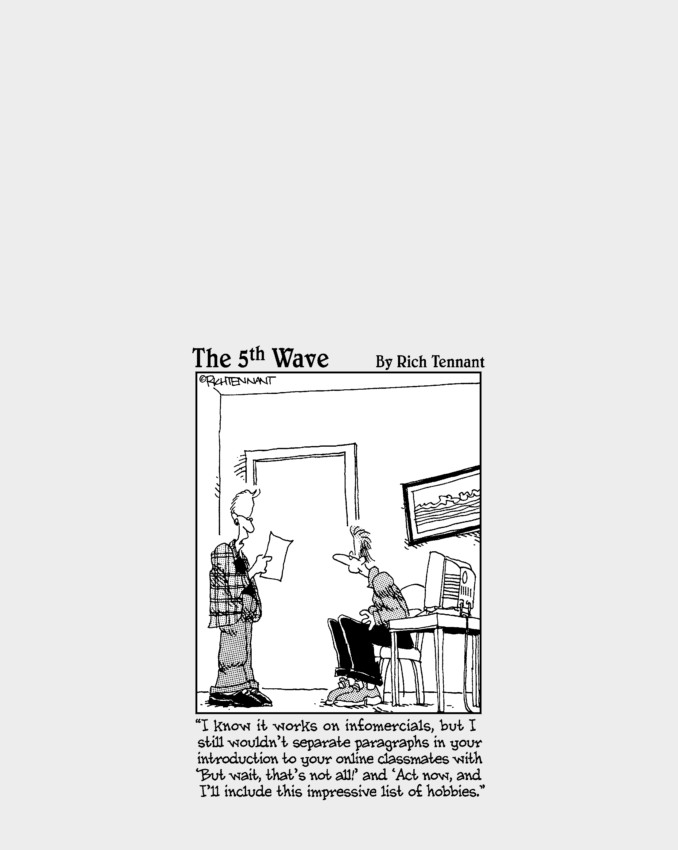 The 5th Wave By Rich Tennant
©RICHTENNANT
"I know it works on infomercials, but I
still wouldn't separate paragraphs in your
introduction to your online classmates with
'But wait, that's not all!' and 'Act now, and
I'll include this impressive list of hobbies."